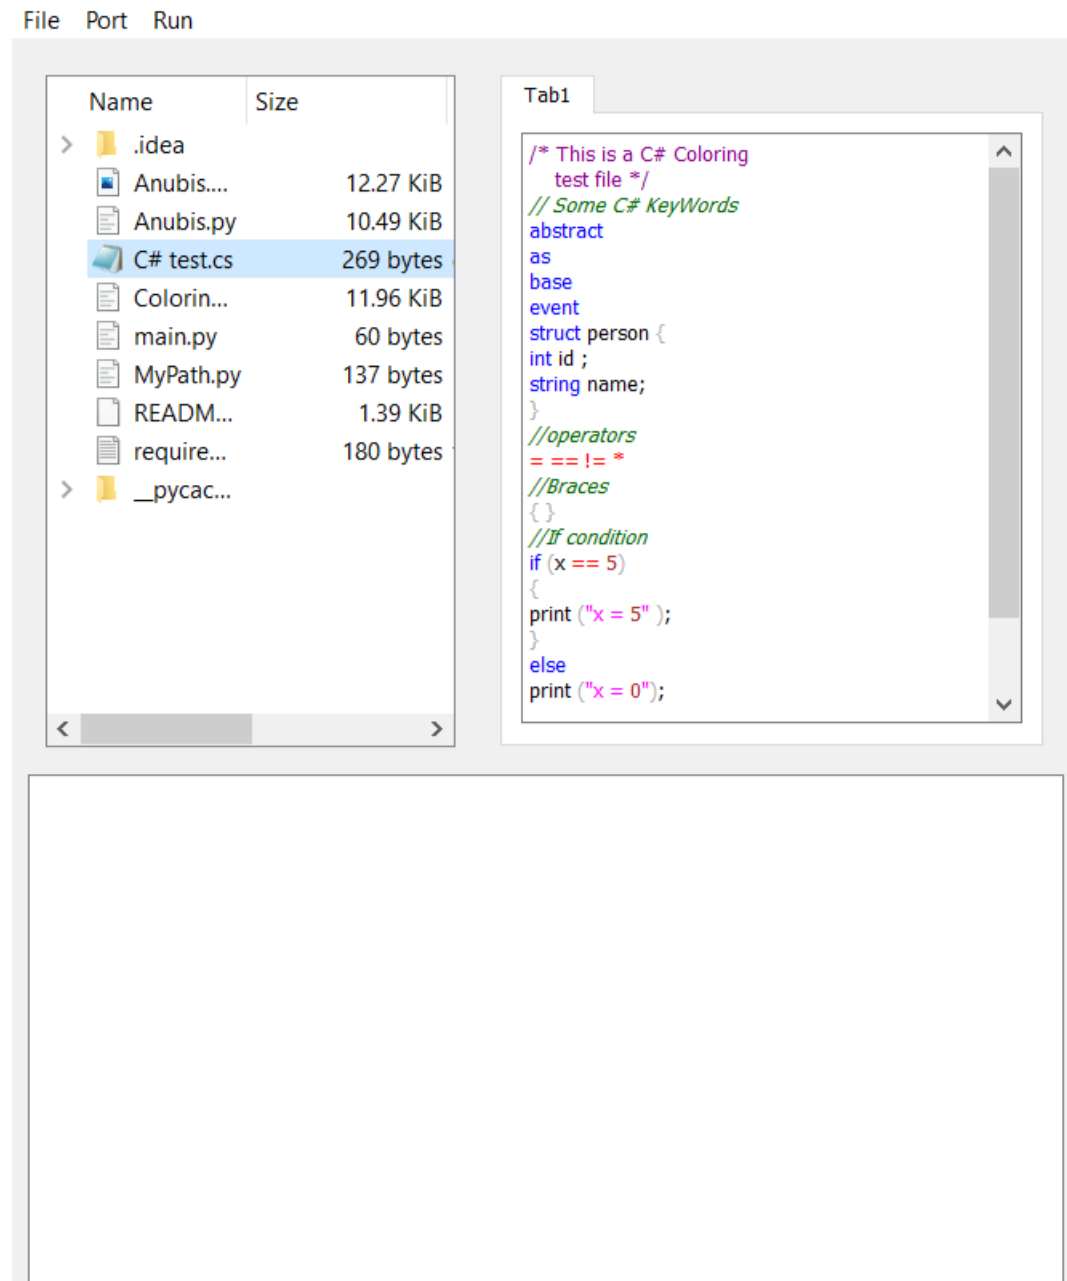 File Port Run
Name Size
.idea
Anubis.... 12.27 KiB
Anubis.py 10.49 KiB
C# test.cs 269 bytes
Colorin... 11.96 KiB
main.py 60 bytes
MyPath.py 137 bytes
READM... 1.39 KiB
require... 180 bytes
__pycac...
Tab1
/* This is a C# Coloring
test file */
// Some C# KeyWords
abstract
as
base
event
struct person {
int id ;
string name;
}
//operators
= == != *
//Braces
{ }
//If condition
if (x == 5)
{
print ("x = 5" );
}
else
print ("x = 0");